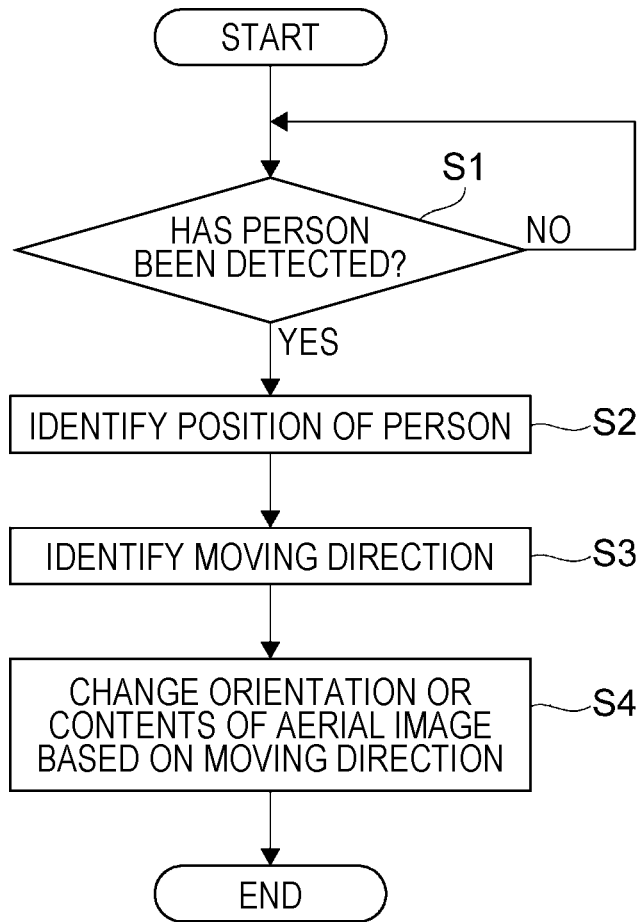 START
S1
HAS PERSON
BEEN DETECTED?
NO
YES
IDENTIFY POSITION OF PERSON
S2
IDENTIFY MOVING DIRECTION
S3
CHANGE ORIENTATION OR
CONTENTS OF AERIAL IMAGE
BASED ON MOVING DIRECTION
S4
END